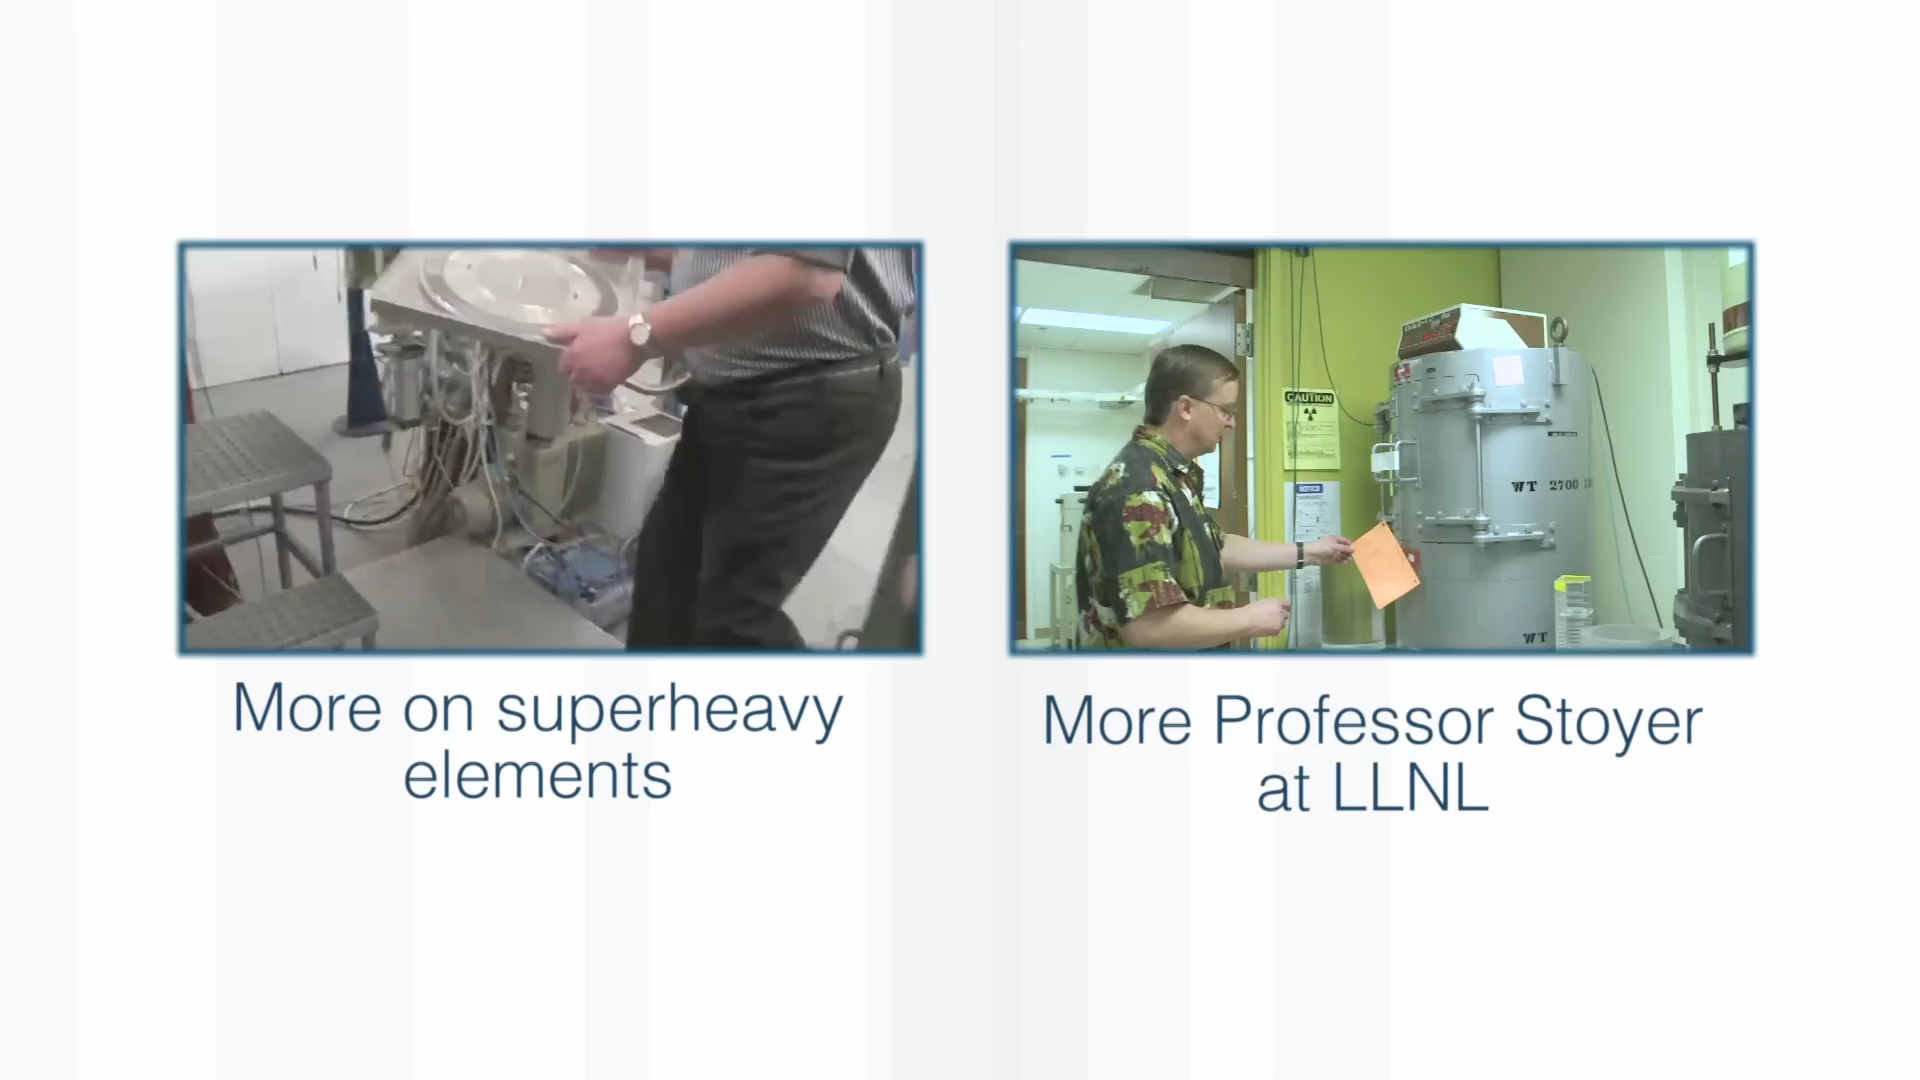 More on superheavy
elements
More Professor Stoyer
at LLNL
CAUTION
NOTICE
WT 2700
WT